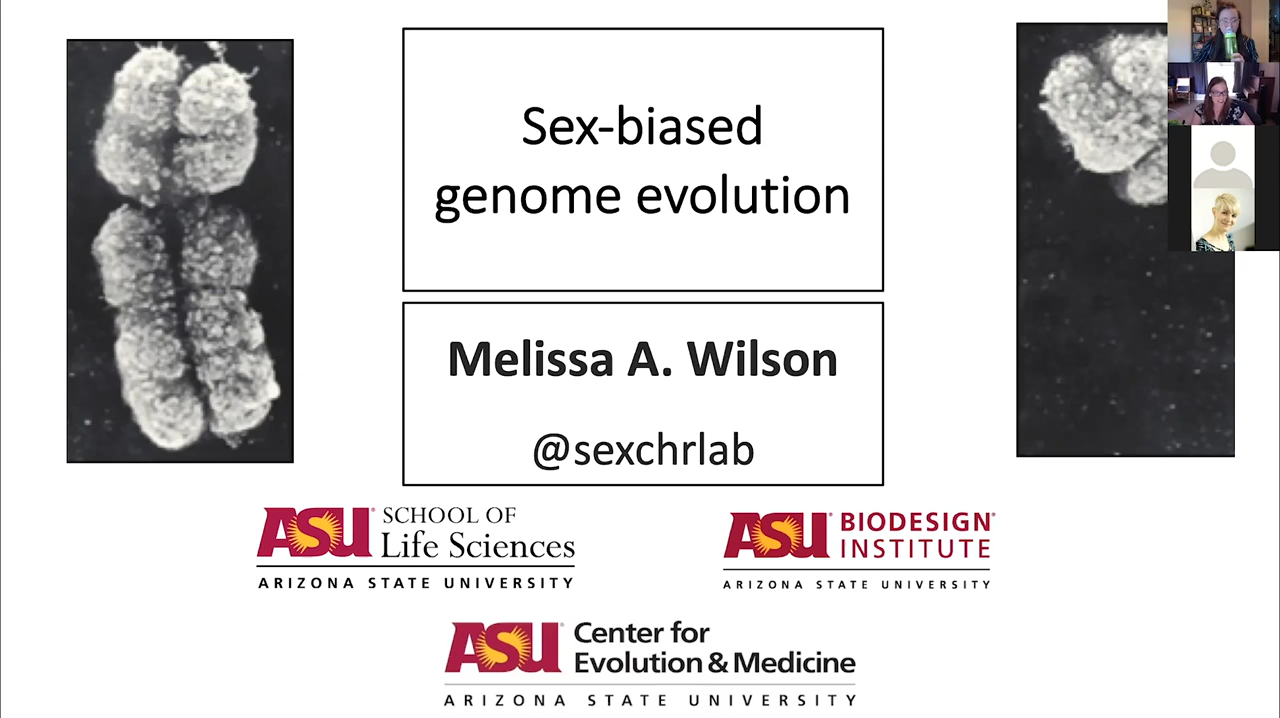 Sex-biased
genome evolution
Melissa A. Wilson
@sexchrlab
ASU SCHOOL OF
Life Sciences
ARIZONA STATE UNIVERSITY
ASU BIODESIGN®
INSTITUTE
ARIZONA STATE UNIVERSITY
ASU Center for
Evolution & Medicine
ARIZONA STATE UNIVERSITY